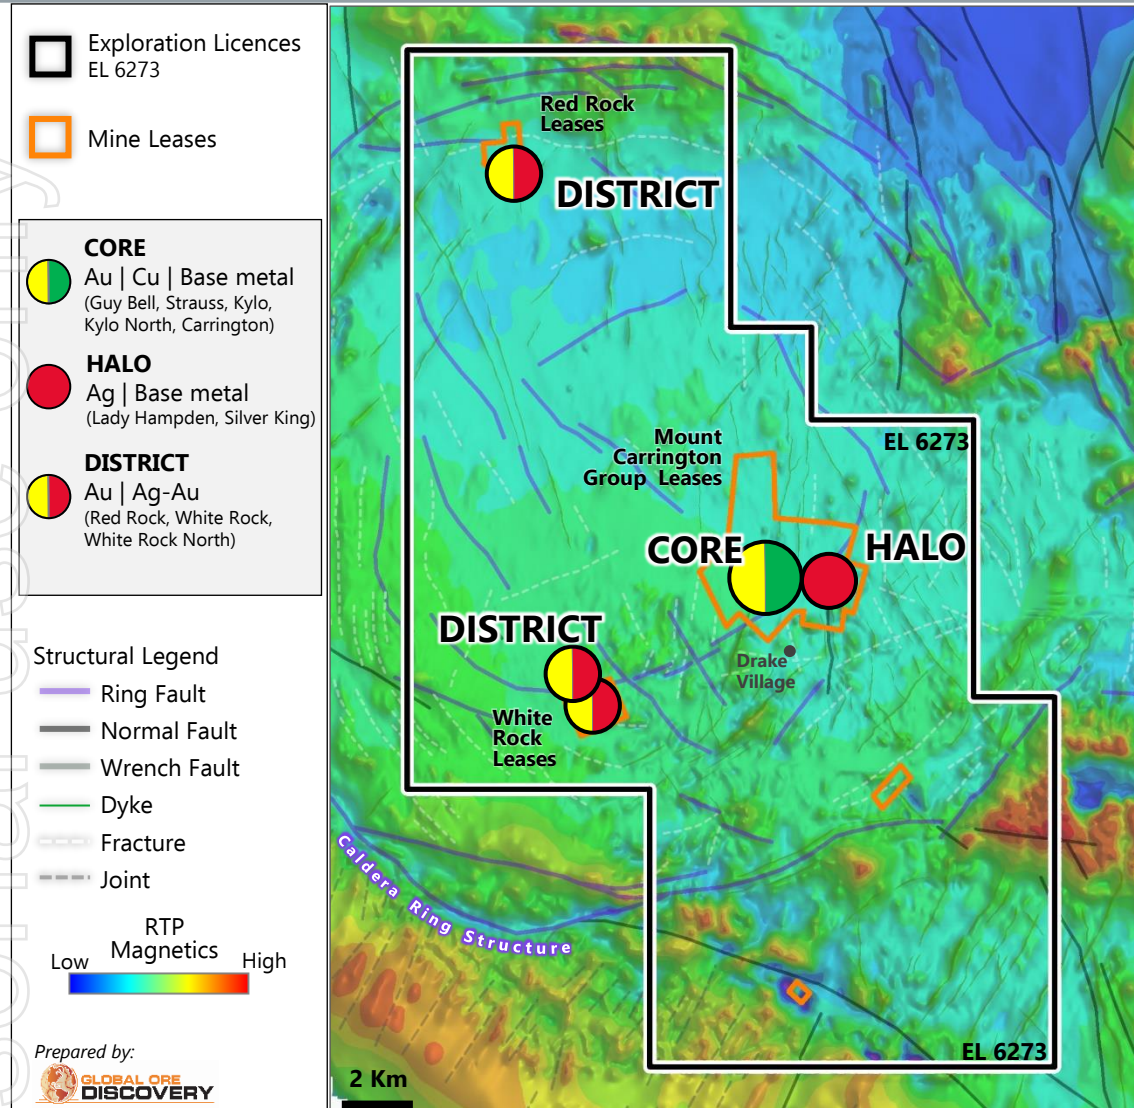 Exploration Licences
EL 6273
Mine Leases
CORE
Au | Cu | Base metal
(Guy Bell, Strauss, Kylo,
Kylo North, Carrington)
HALO
Ag | Base metal
(Lady Hampden, Silver King)
DISTRICT
Au | Ag-Au
(Red Rock, White Rock,
White Rock North)
Structural Legend
Ring Fault
Normal Fault
Wrench Fault
Dyke
Fracture
Joint
RTP
Magnetics
Low
High
Prepared by:
GLOBAL ORE
DISCOVERY
Red Rock
Leases
DISTRICT
EL 6273
Mount
Carrington
Group Leases
CORE
HALO
DISTRICT
Drake
Village
White
Rock
Leases
Caldera Ring Structure
EL 6273
2 Km